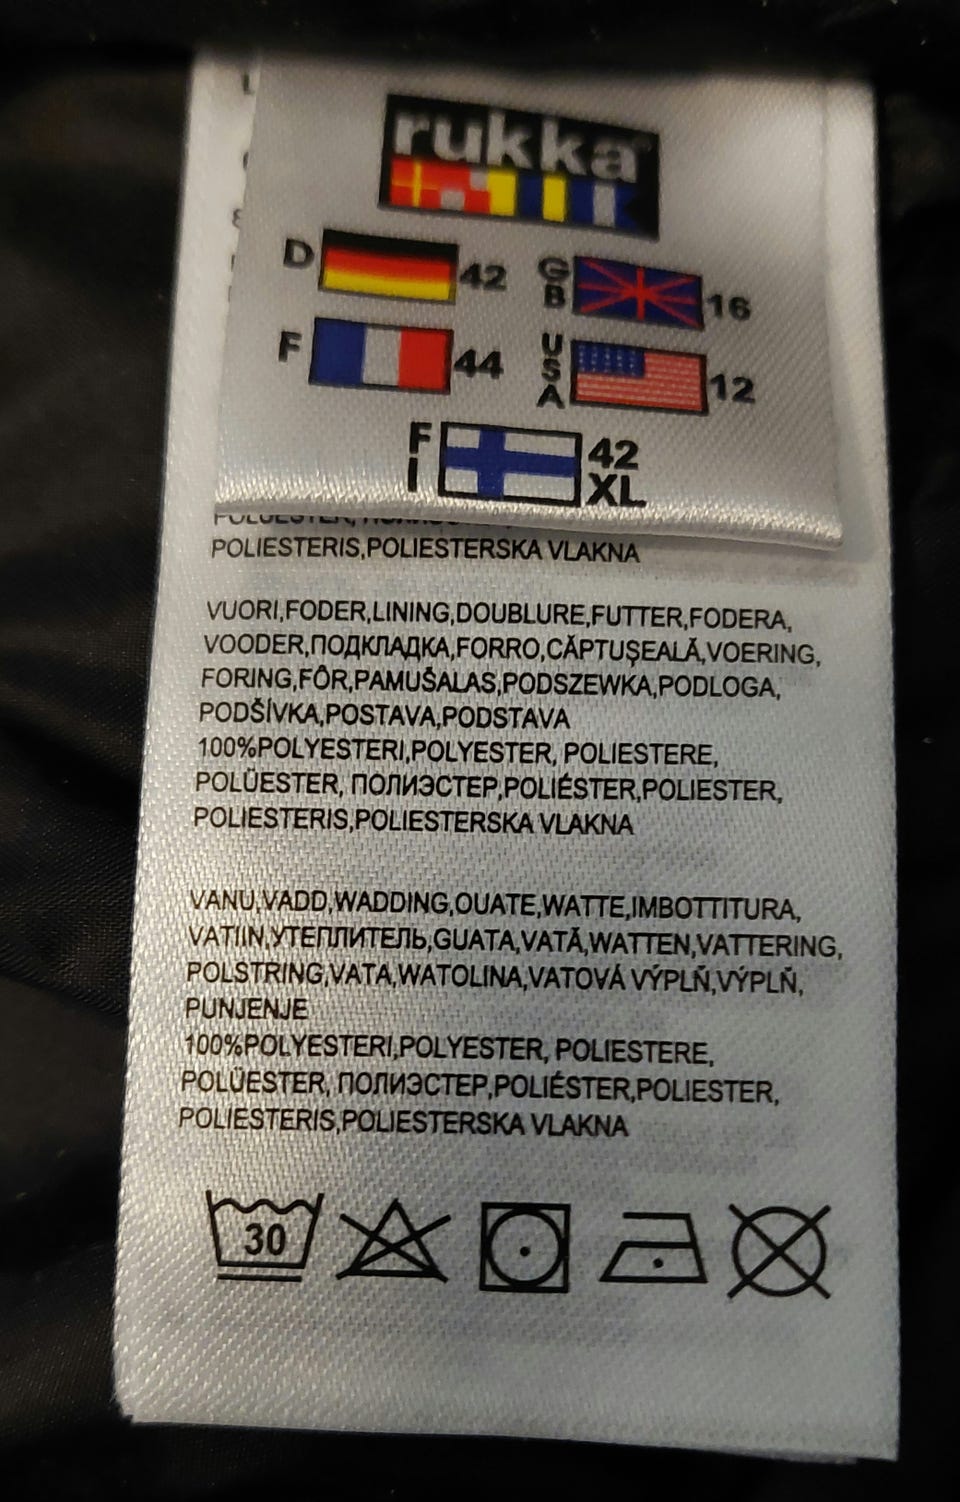 rukka
D 42 GB 16
F 44 USA 12
FI 42 XL
POLIESTERIS,POLIESTERSKA VLAKNA
VUORI,FODER,LINING,DOUBLURE,FUTTER,FODERA,
VOODER,ПОДКЛАДКА,FORRO,CĂPTUŞEALĂ,VOERING,
FORING,FÔR,PAMUŠALAS,PODSZEWKA,PODLOGA,
PODŠÍVKA,POSTAVA,PODSTAVA
100%POLYESTERI,POLYESTER, POLIESTERE,
POLÜESTER, ПОЛИЭСТЕР,POLIÉSTER,POLIESTER,
POLIESTERIS,POLIESTERSKA VLAKNA
VANU,VADD,WADDING,OUATE,WATTE,IMBOTTITURA,
VATIIN,УТЕПЛИТЕЛЬ,GUATA,VATĂ,WATTEN,VATTERING,
POLSTRING,VATA,WATOLINA,VATOVÁ VÝPLŇ,VÝPLŇ,
PUNJENJE
100%POLYESTERI,POLYESTER, POLIESTERE,
POLÜESTER, ПОЛИЭСТЕР,POLIÉSTER,POLIESTER,
POLIESTERIS,POLIESTERSKA VLAKNA
30